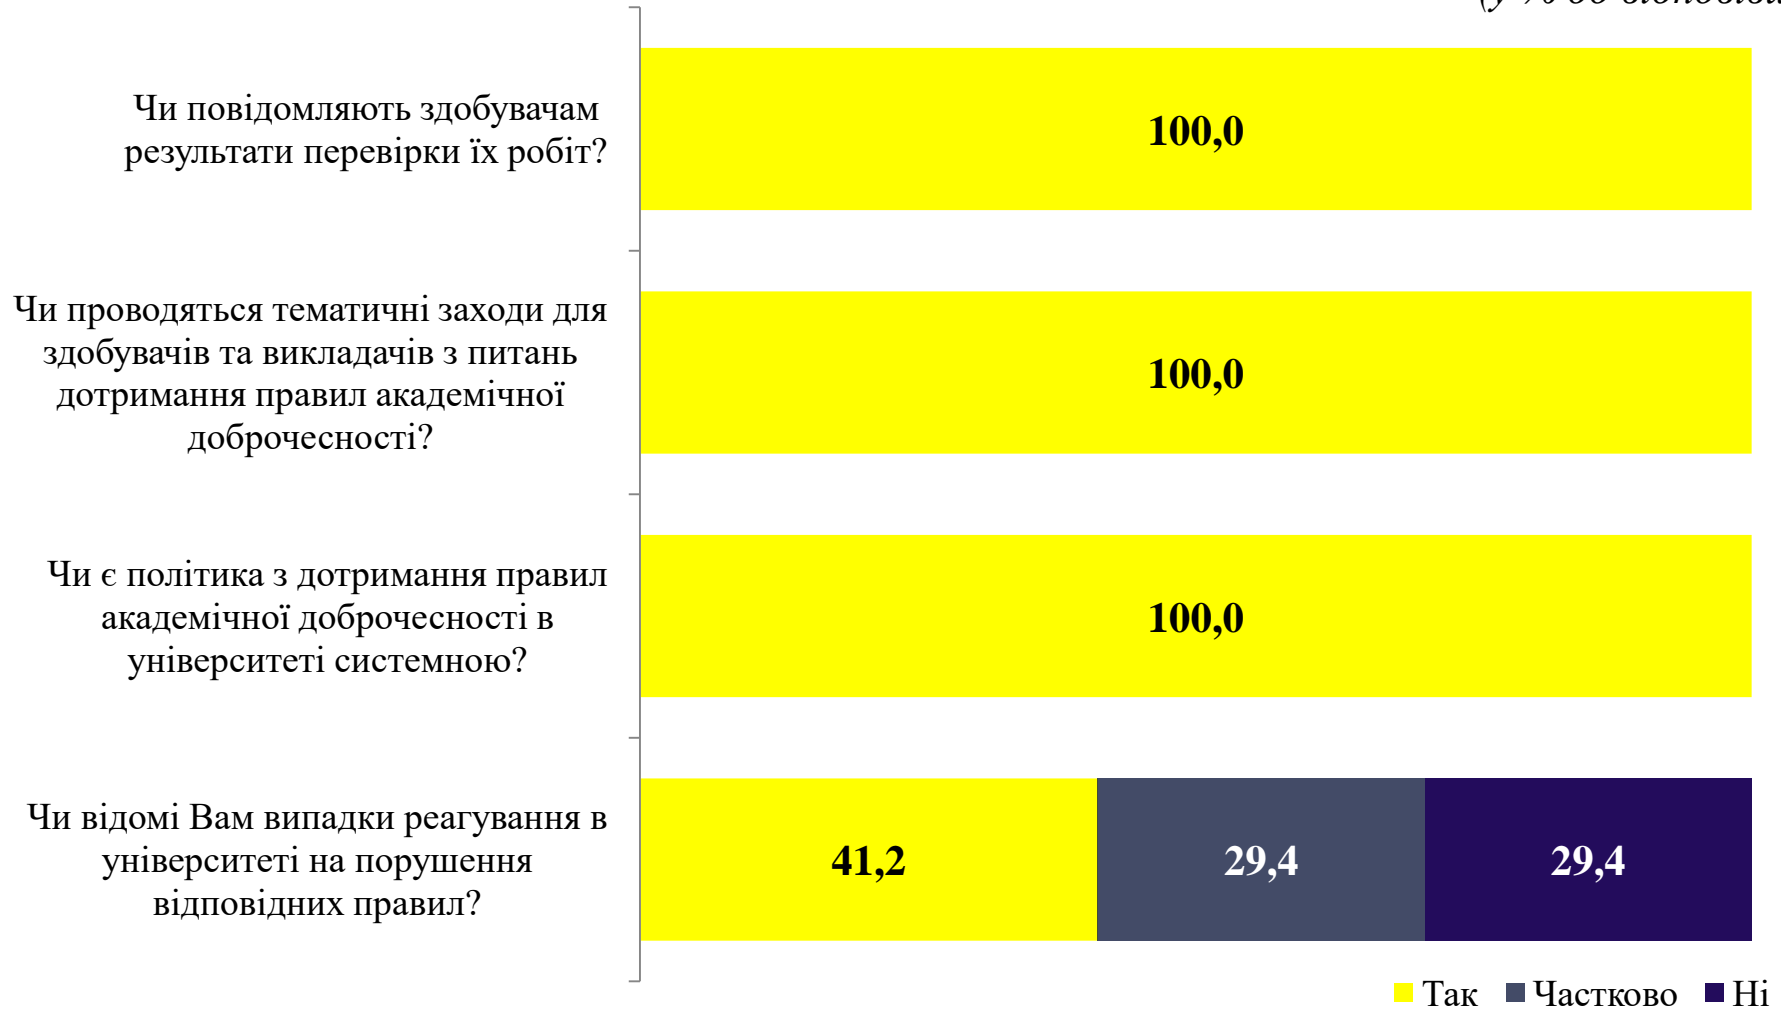 Чи повідомляють здобувачам
результати перевірки їх робіт?
100,0
Чи проводяться тематичні заходи для
здобувачів та викладачів з питань
дотримання правил академічної
доброчесності?
100,0
Чи є політика з дотримання правил
академічної доброчесності в
університеті системною?
100,0
Чи відомі Вам випадки реагування в
університеті на порушення
відповідних правил?
41,2 29,4 29,4
Так Частково Ні